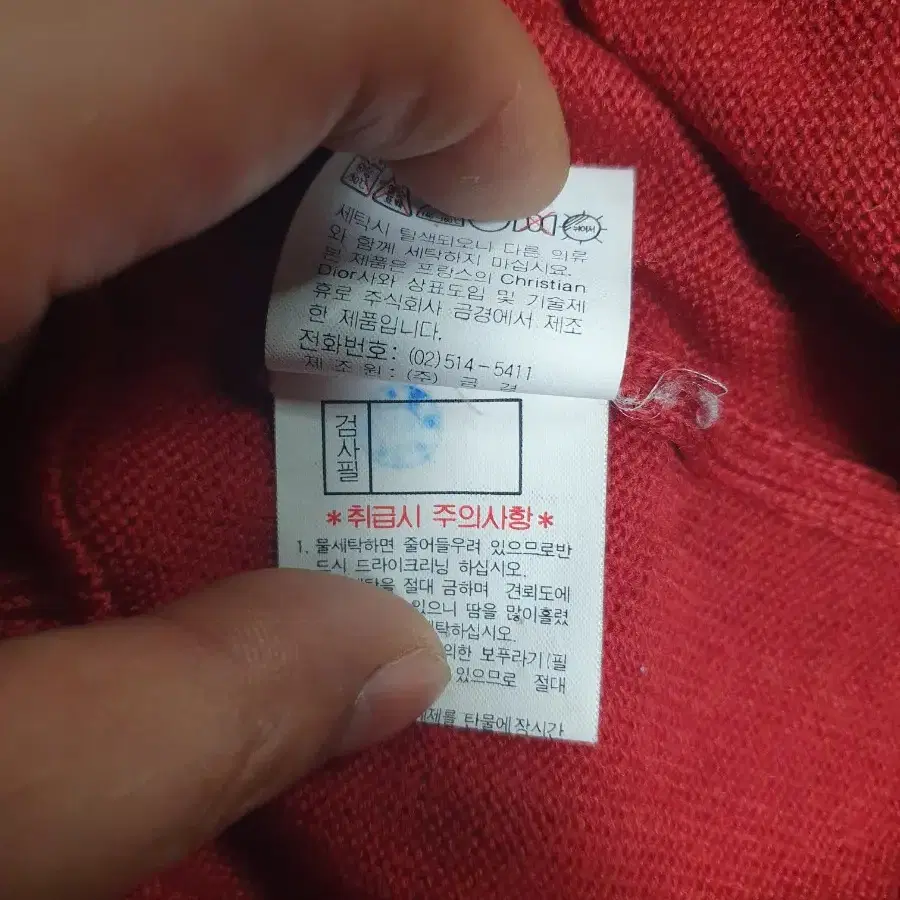 쉬어서
세탁시 탈색되오니 다른 의류
와 함께 세탁하지 마십시요.
본 제품은 프랑스의 Christian
Dior사와 상표도입 및 기술제
휴로 주식회사 금경에서 제조
한 제품입니다.
전화번호: (02)514-5411
제 조 원 : (주) 금 경
검사필
*취급시 주의사항*
1. 물세탁하면 줄어들우려 있으므로반
드시 드라이크리닝 하십시오.
절대 금하며 견뢰도에
있으니 땀을 많이흘렸
세탁하십시오.
의한 보푸라기(필
있으므로 절대
탄물에장시간